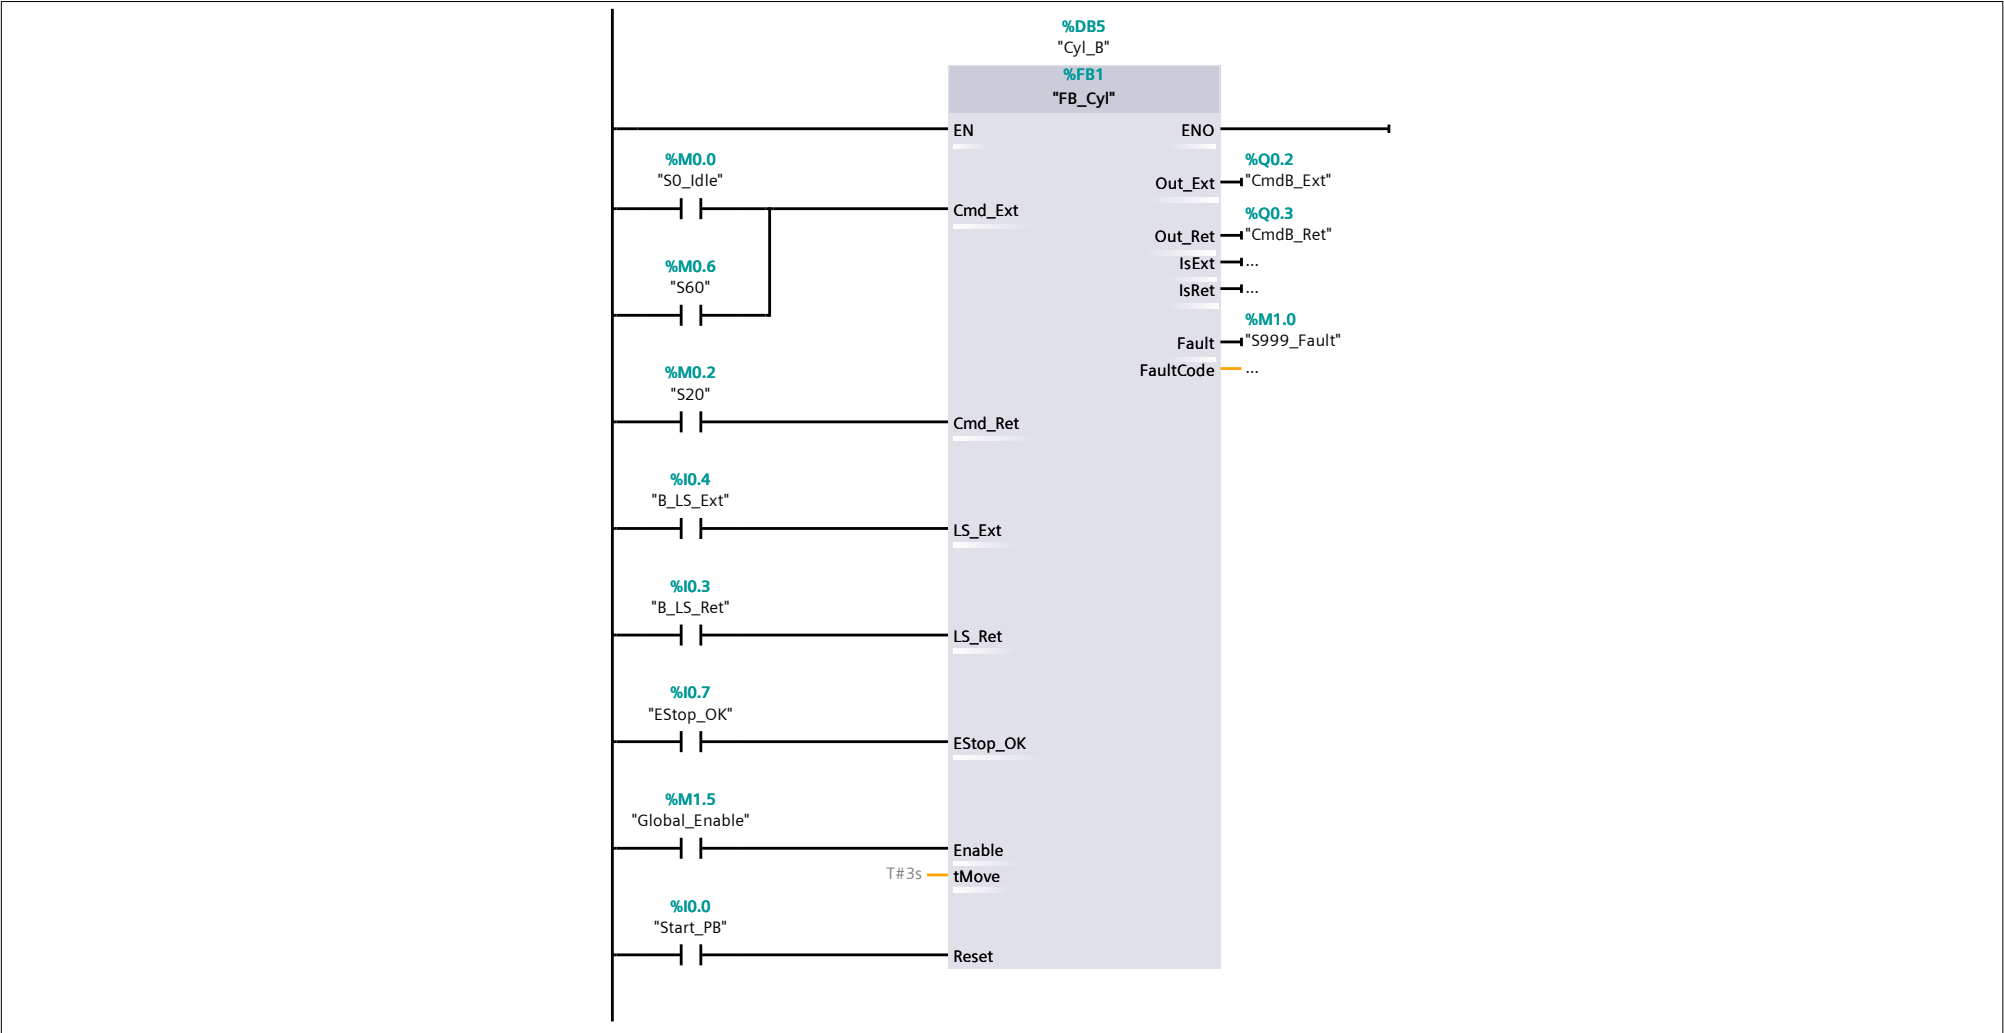 %DB5
"Cyl_B"
%FB1
"FB_Cyl"
EN
ENO
%M0.0
"S0_Idle"
Cmd_Ext
%M0.6
"S60"
%M0.2
"S20"
Cmd_Ret
%I0.4
"B_LS_Ext"
LS_Ext
%I0.3
"B_LS_Ret"
LS_Ret
%I0.7
"EStop_OK"
EStop_OK
%M1.5
"Global_Enable"
Enable
T#3s
tMove
%I0.0
"Start_PB"
Reset
%Q0.2
Out_Ext
"CmdB_Ext"
%Q0.3
Out_Ret
"CmdB_Ret"
IsExt
...
IsRet
...
%M1.0
Fault
"S999_Fault"
FaultCode
...